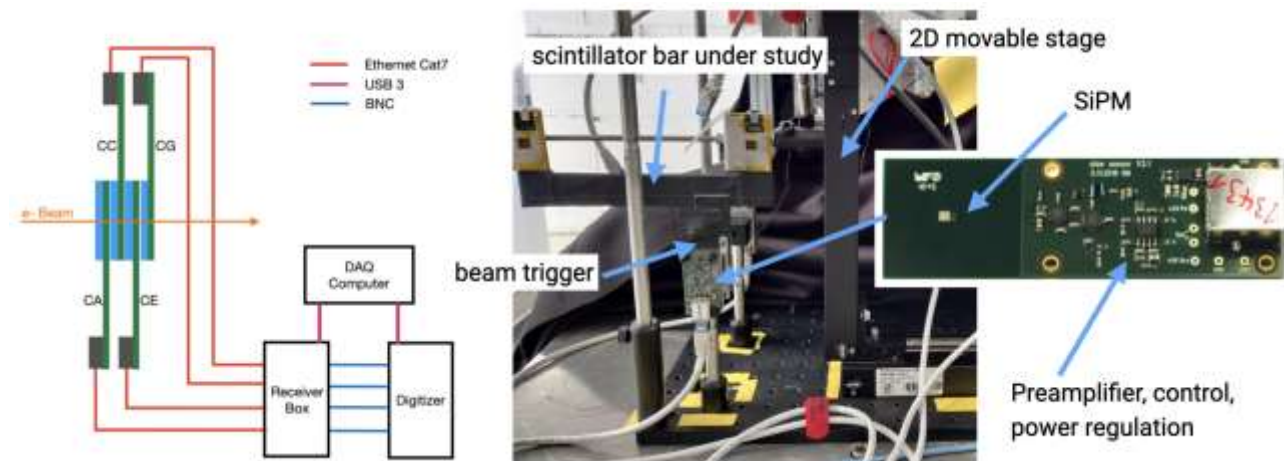 Ethernet Cat7
USB 3
BNC
CC
CG
e- Beam
CA
CE
DAQ
Computer
Receiver
Box
Digitizer
scintillator bar under study
2D movable stage
SiPM
beam trigger
7343
Preamplifier, control,
power regulation